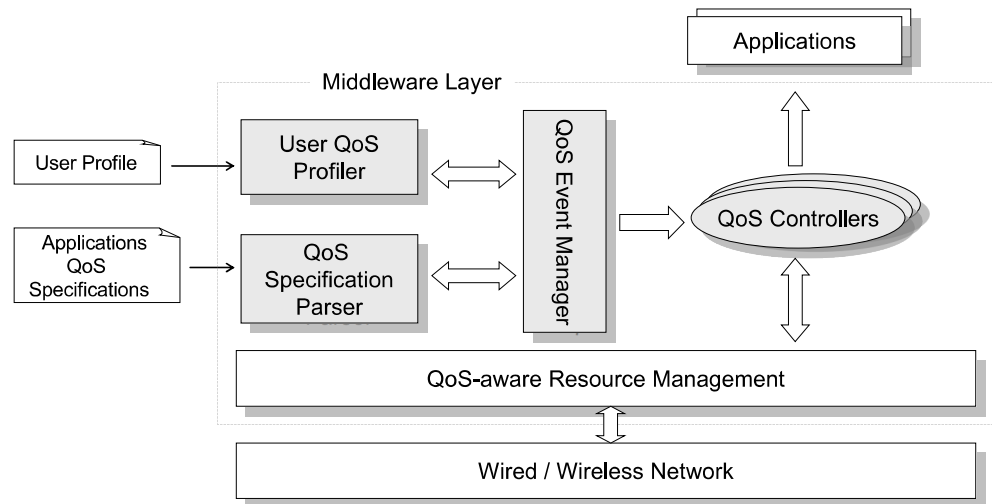 Applications
Middleware Layer
User Profile
User QoS
Profiler
QoS Event Manager
QoS Controllers
Applications
QoS
Specifications
QoS
Specification
Parser
QoS-aware Resource Management
Wired / Wireless Network